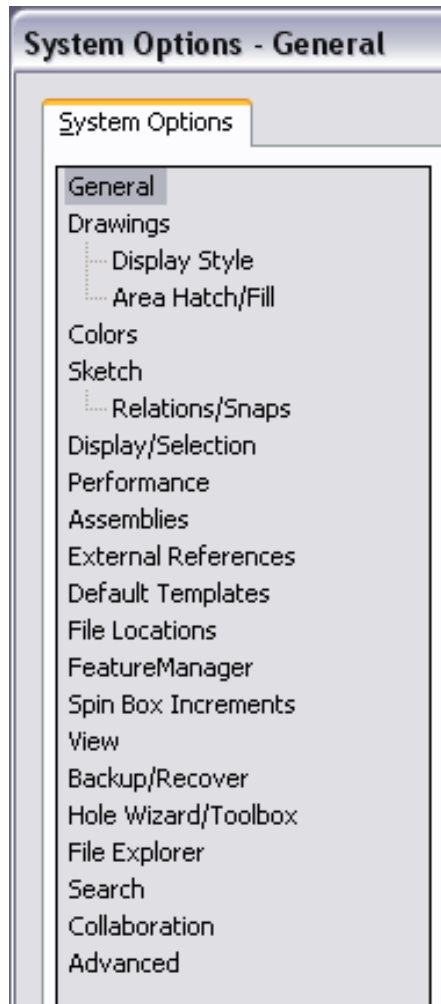 System Options - General
System Options
General
Drawings
Display Style
Area Hatch/Fill
Colors
Sketch
Relations/Snaps
Display/Selection
Performance
Assemblies
External References
Default Templates
File Locations
FeatureManager
Spin Box Increments
View
Backup/Recover
Hole Wizard/Toolbox
File Explorer
Search
Collaboration
Advanced